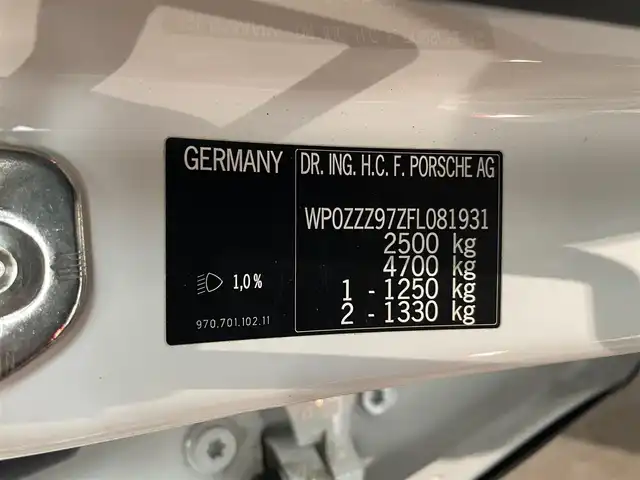 GERMANY
DR. ING. H.C. F. PORSCHE AG
WP0ZZZ97ZFL081931
2500 kg
4700 kg
1 - 1250 kg
2 - 1330 kg
1,0 %
970.701.102.11